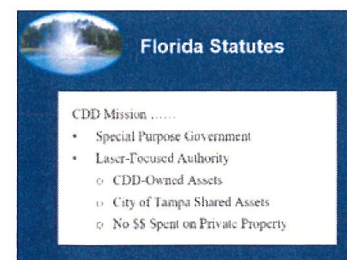 Florida Statutes
CDD Mission ……
• Special Purpose Government
• Laser-Focused Authority
o CDD-Owned Assets
o City of Tampa Shared Assets
o No $$ Spent on Private Property